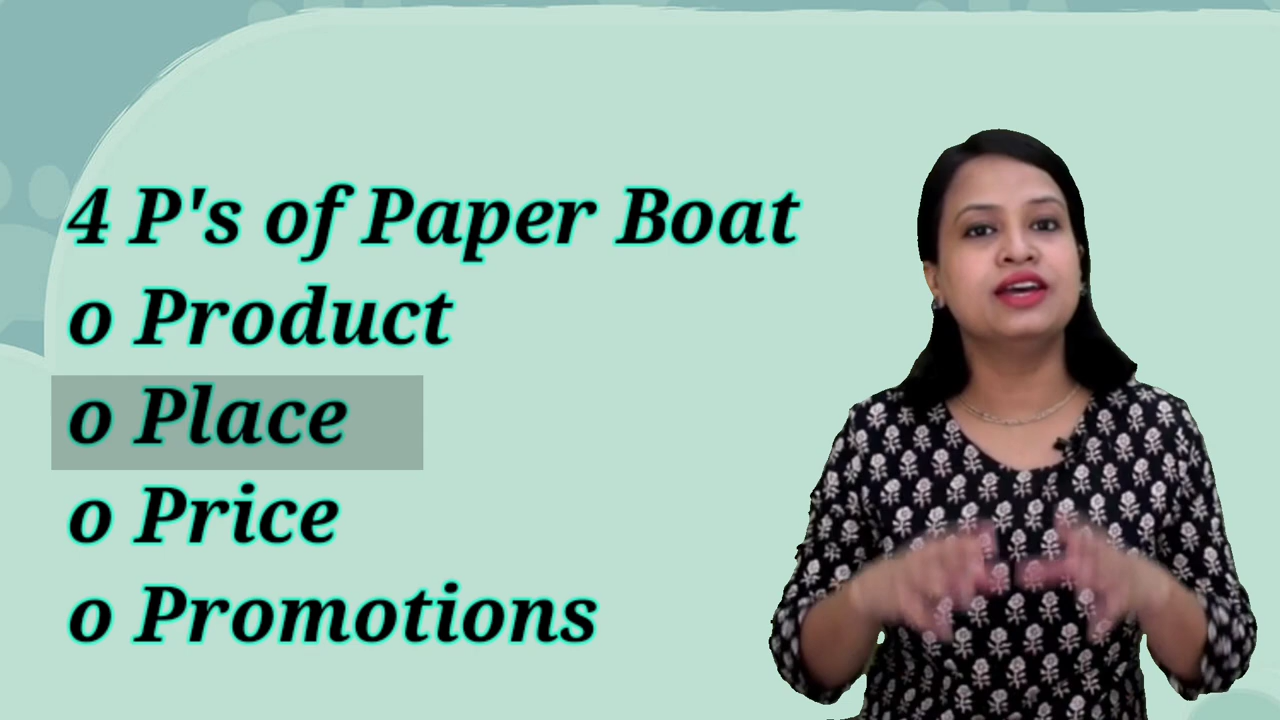 4 P's of Paper Boat
o Product
o Place
o Price
o Promotions